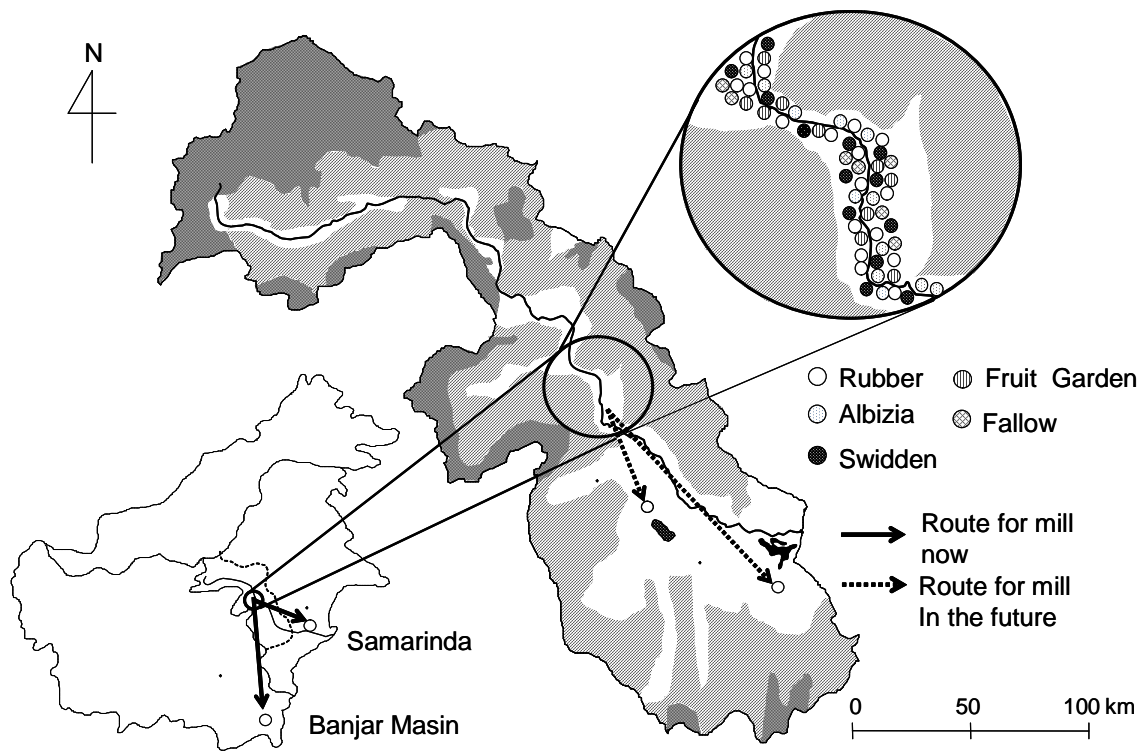 N
Rubber
Fruit Garden
Albizia
Fallow
Swidden
Route for mill
now
Route for mill
In the future
Samarinda
Banjar Masin
0 50 100 km